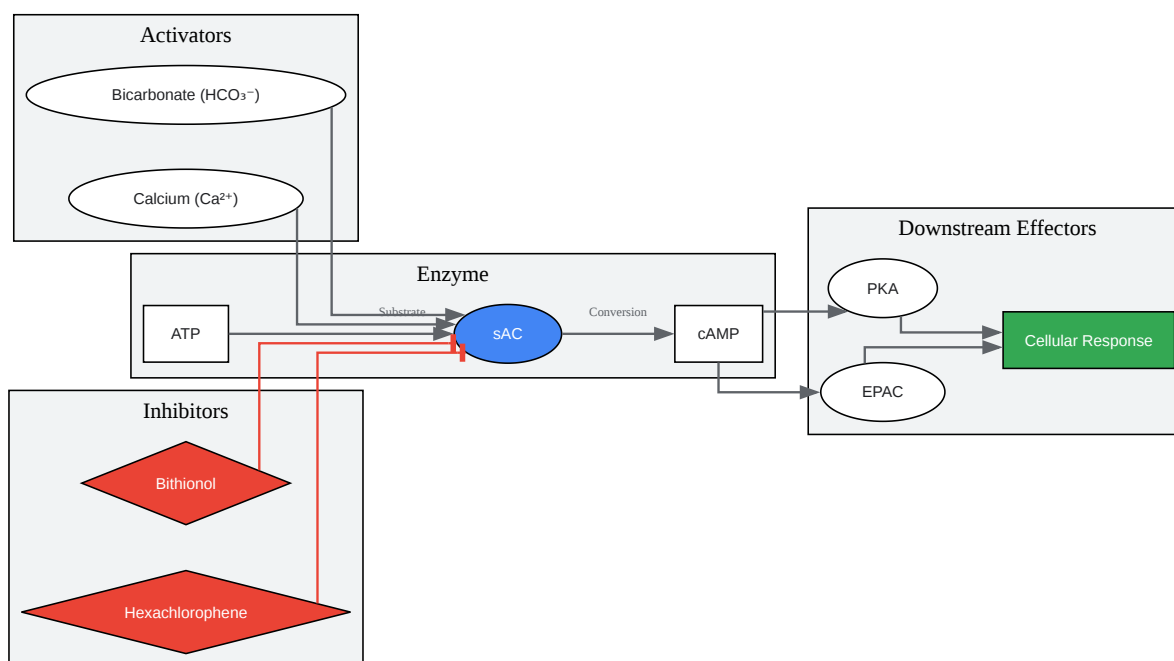 Activators
Bicarbonate (HCO₃⁻)
Calcium (Ca²⁺)
Enzyme
ATP
Substrate
sAC
Conversion
cAMP
Downstream Effectors
PKA
EPAC
Cellular Response
Inhibitors
Bithionol
Hexachlorophene